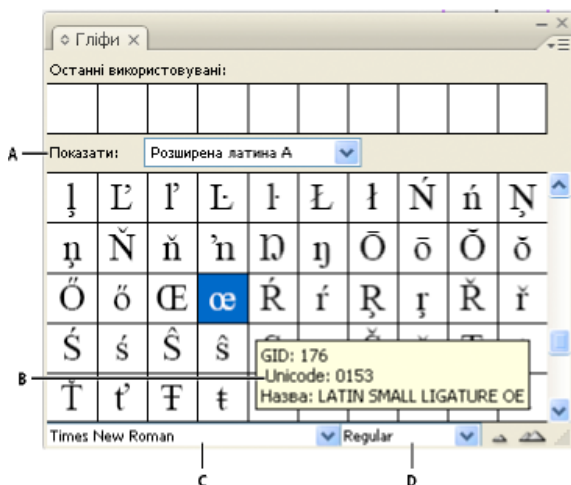 Гліфи
Останні використовувані:
A
Показати: Розширена латина A
ļ Ľ ľ Ŀ ŀ Ł ł Ń ń Ņ
ņ Ň ň ŉ Ŋ ŋ Ō ō Ŏ ŏ
Ő ő Œ œ Ŕ ŕ Ŗ ŗ Ř ř
Ś ś Ŝ ŝ
GID: 176
B
Unicode: 0153
Назва: LATIN SMALL LIGATURE OE
Ť ť Ŧ ŧ
Times New Roman Regular
C D